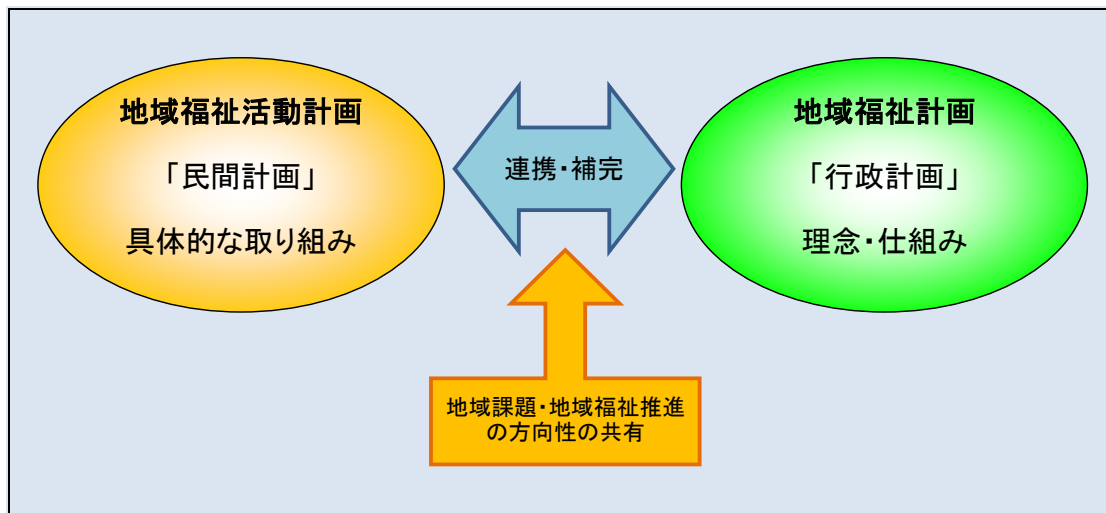 地域福祉活動計画
「民間計画」
具体的な取り組み
連携・補完
地域福祉計画
「行政計画」
理念・仕組み
地域課題・地域福祉推進
の方向性の共有